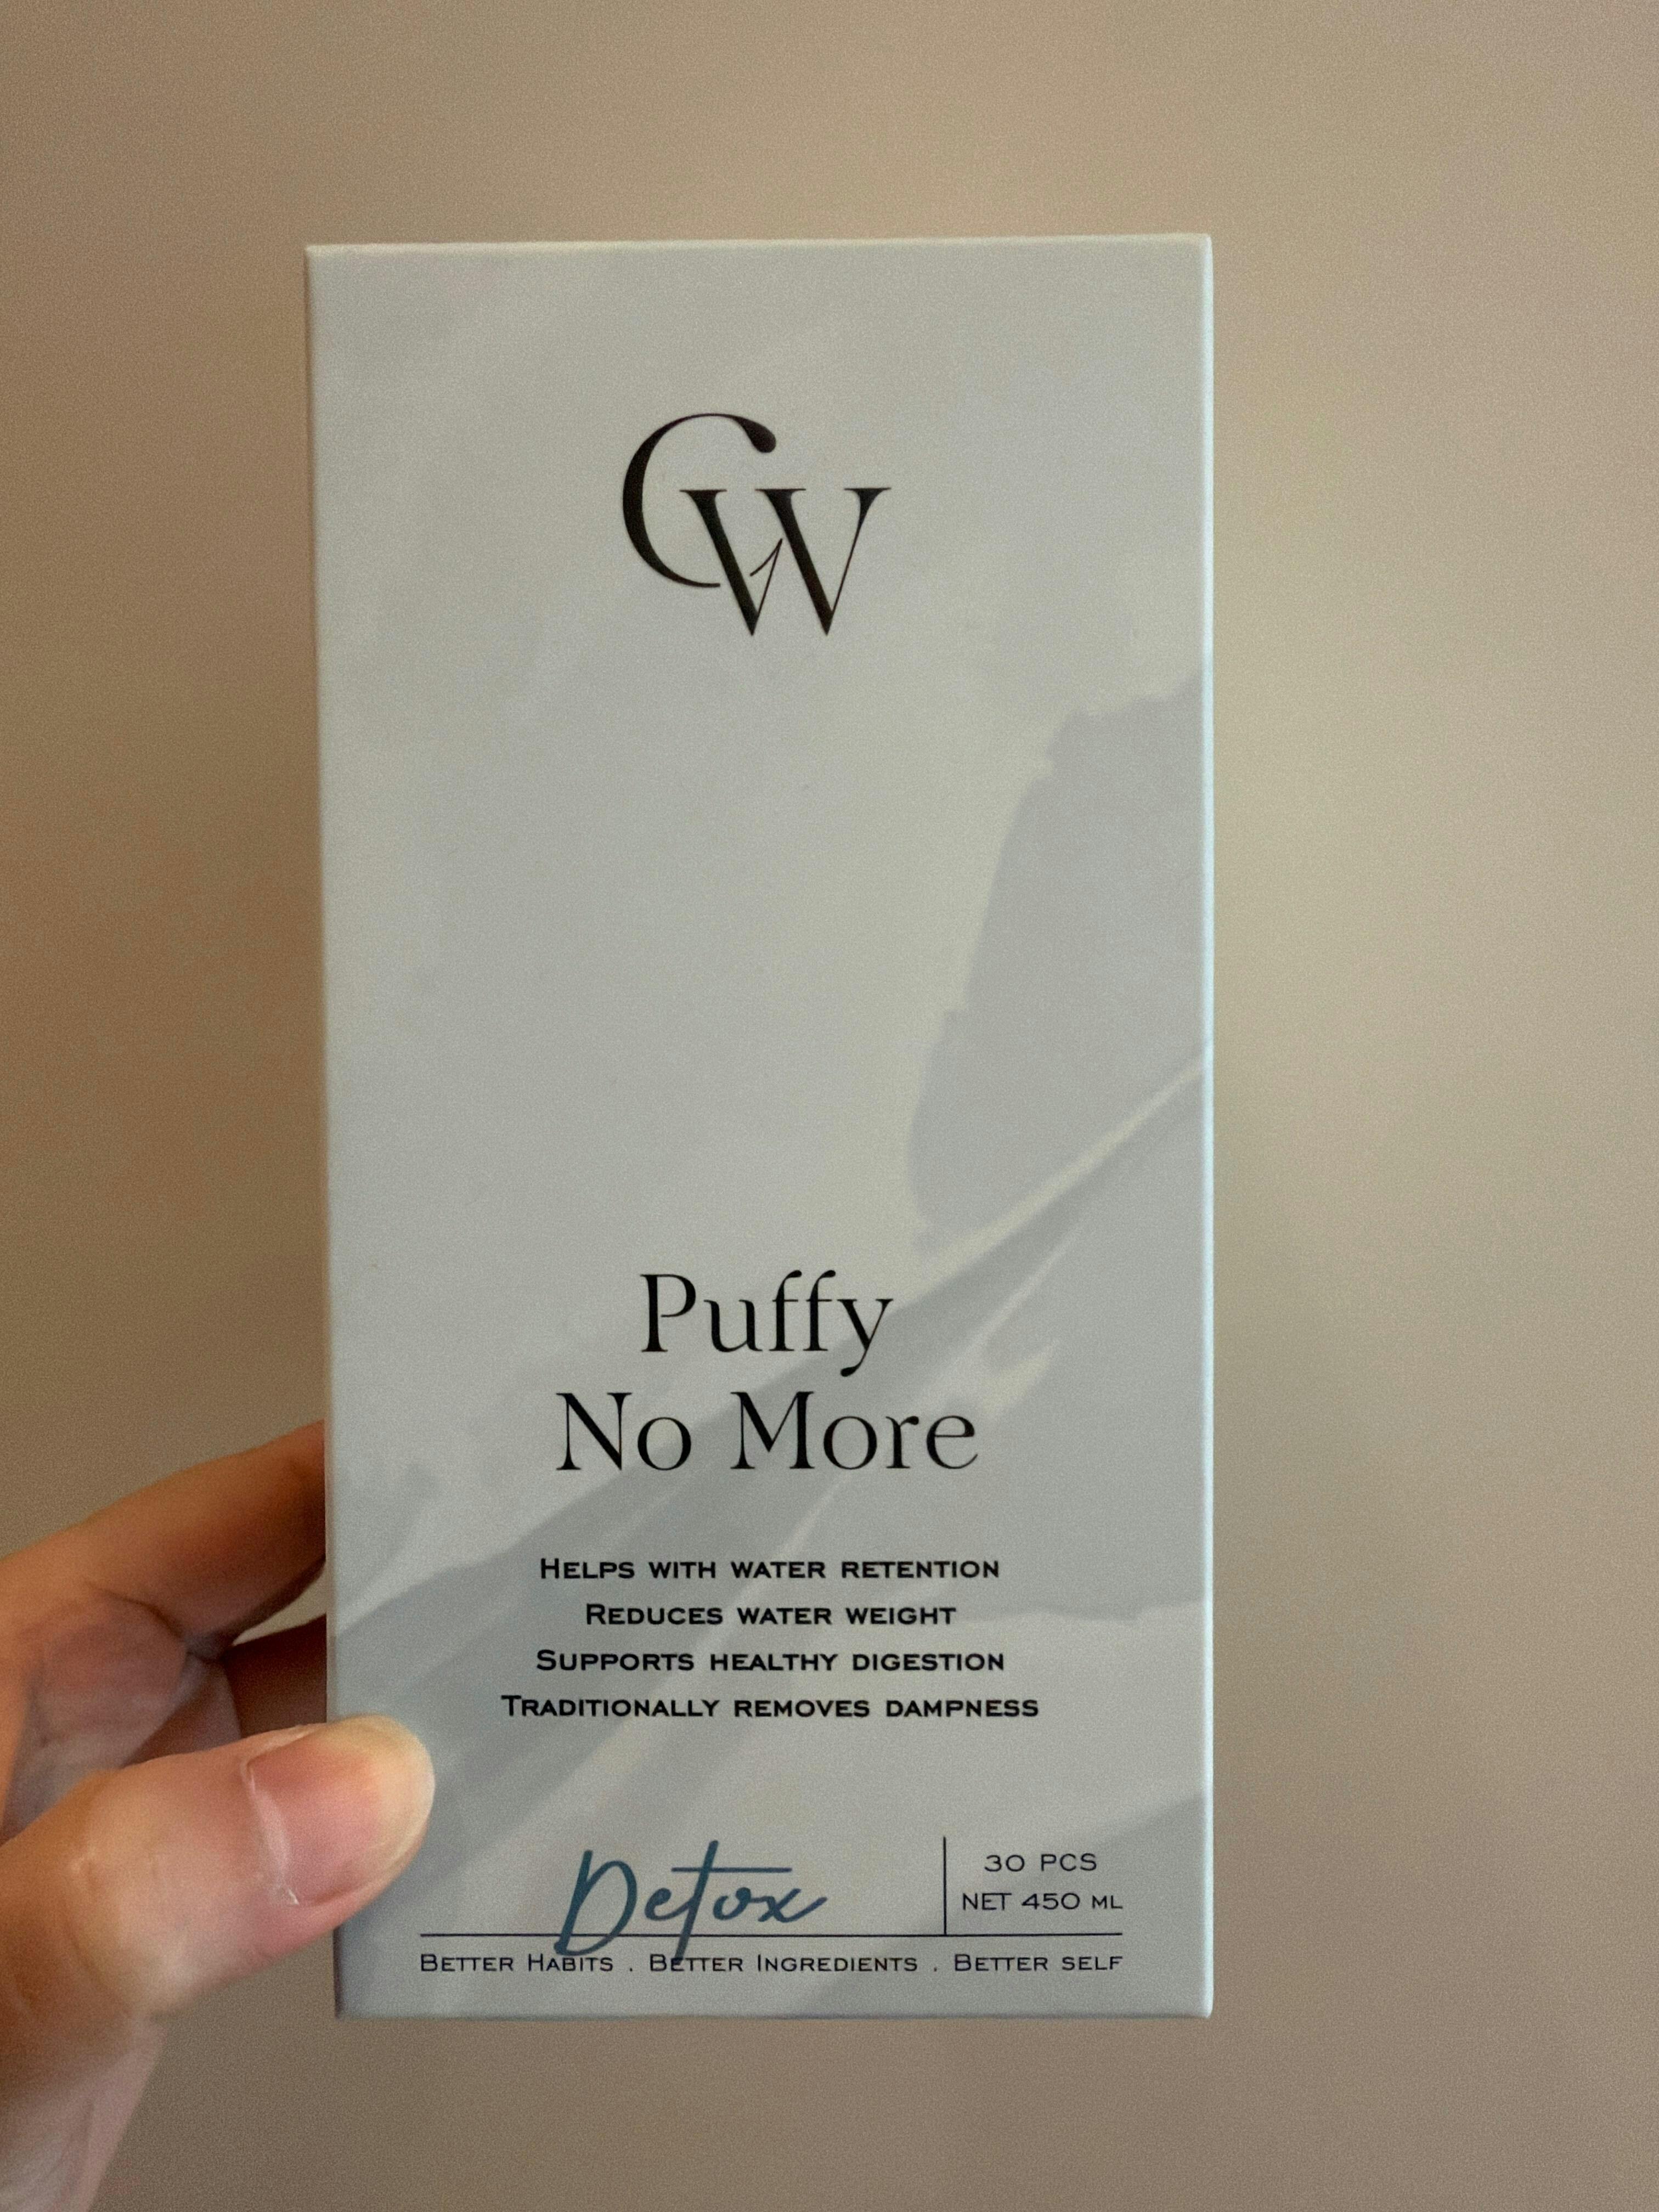 CW
Puffy
No More
HELPS WITH WATER RETENTION
REDUCES WATER WEIGHT
SUPPORTS HEALTHY DIGESTION
TRADITIONALLY REMOVES DAMPNESS
Detox
30 PCS
NET 450 ML
BETTER HABITS . BETTER INGREDIENTS . BETTER SELF